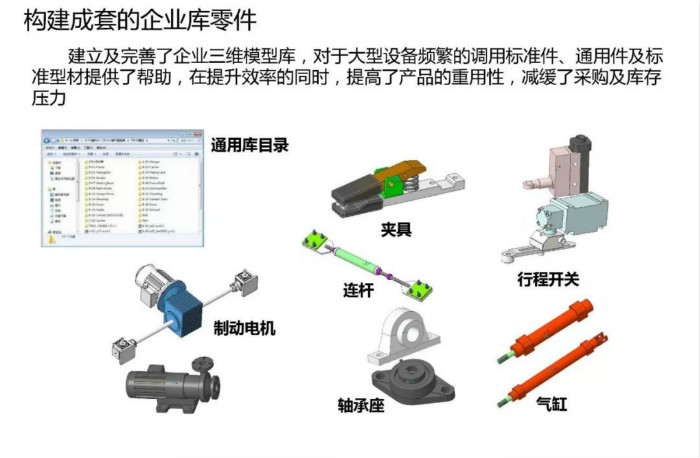 构建成套的企业库零件
建立及完善了企业三维模型库，对于大型设备频繁的调用标准件、通用件及标
准型材提供了帮助，在提升效率的同时，提高了产品的重用性，减缓了采购及库存
压力
通用库目录
夹具
行程开关
连杆
制动电机
轴承座
气缸